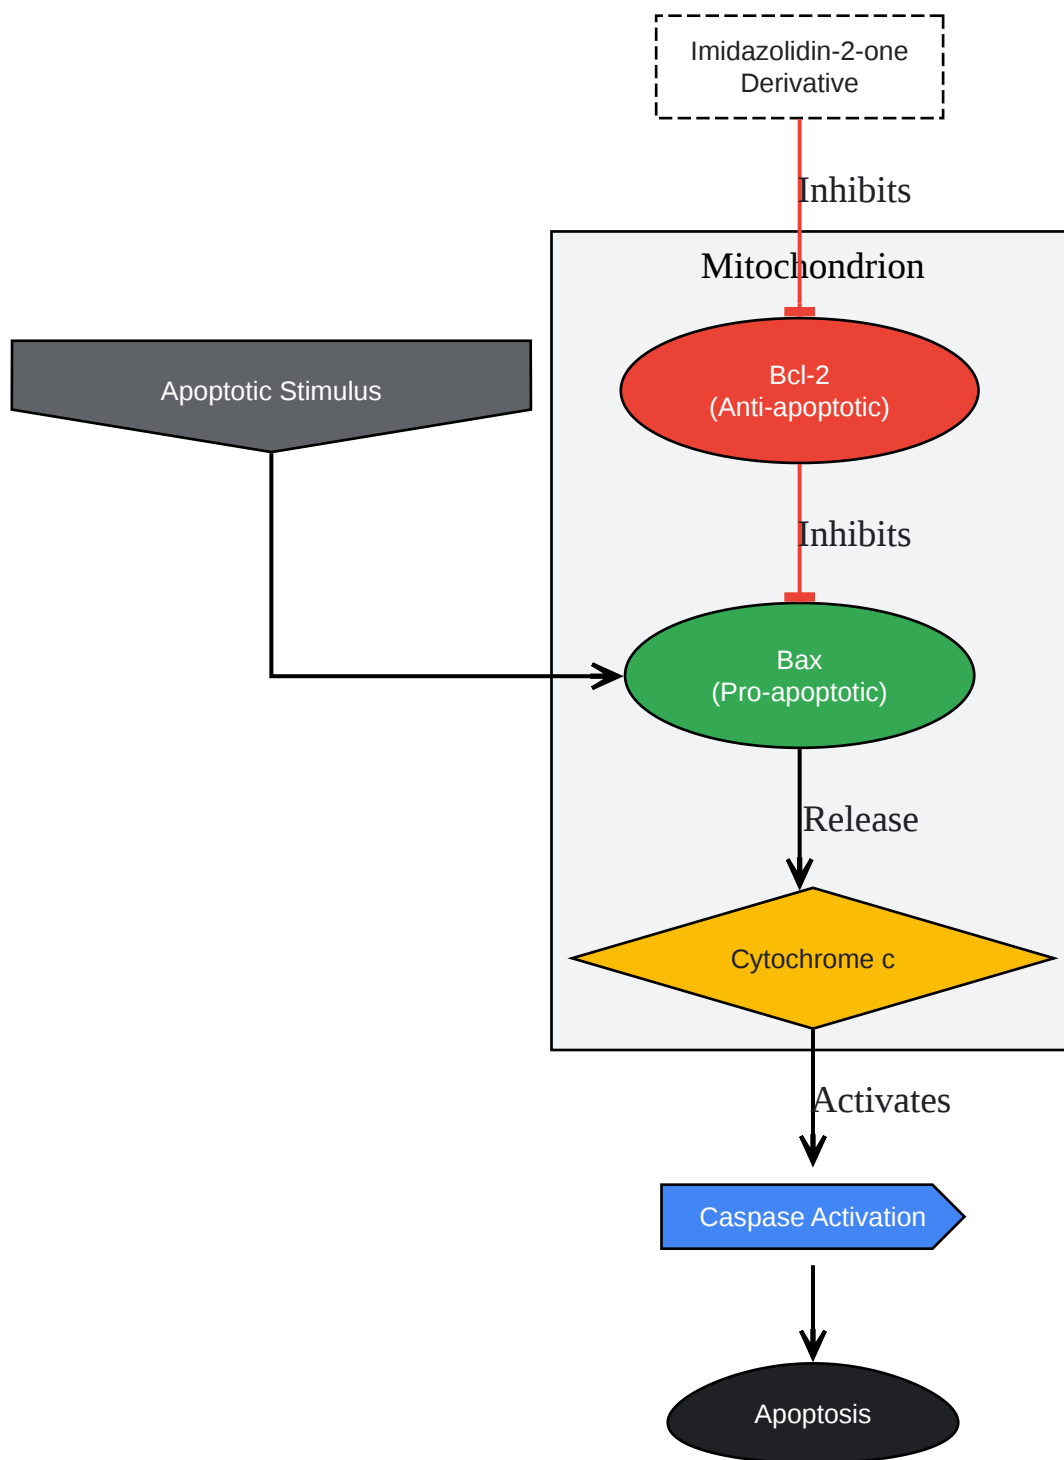 Imidazolidin-2-one
Derivative
Inhibits
Mitochondrion
Bcl-2
(Anti-apoptotic)
Apoptotic Stimulus
Inhibits
Bax
(Pro-apoptotic)
Release
Cytochrome c
Activates
Caspase Activation
Apoptosis